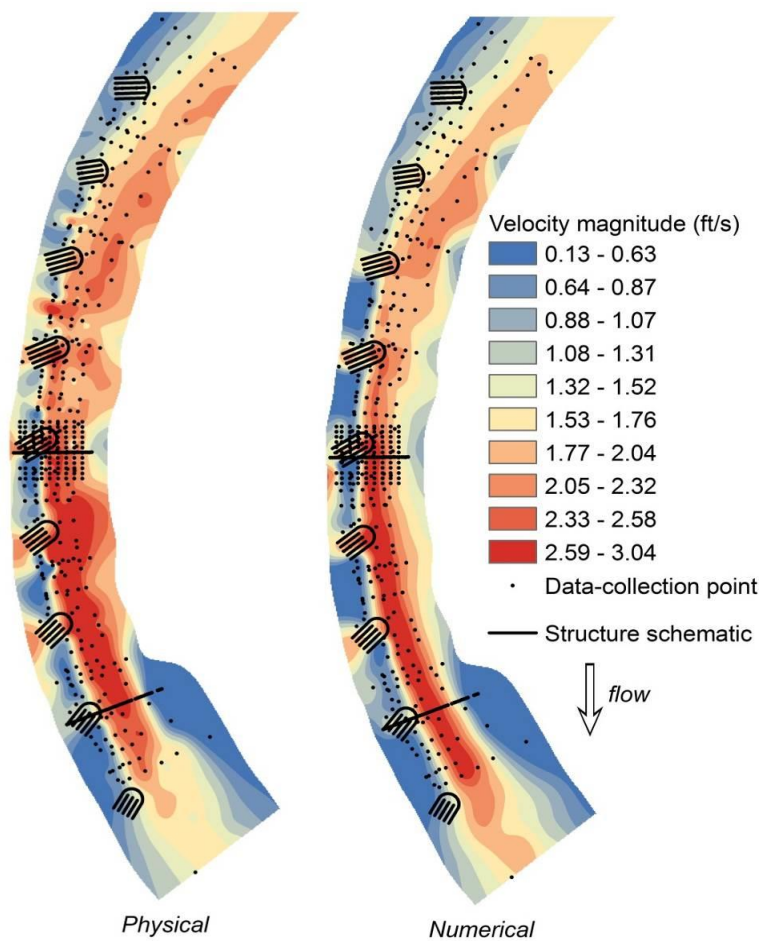 Velocity magnitude (ft/s)
0.13 - 0.63
0.64 - 0.87
0.88 - 1.07
1.08 - 1.31
1.32 - 1.52
1.53 - 1.76
1.77 - 2.04
2.05 - 2.32
2.33 - 2.58
2.59 - 3.04
Data-collection point
Structure schematic
flow
Physical
Numerical